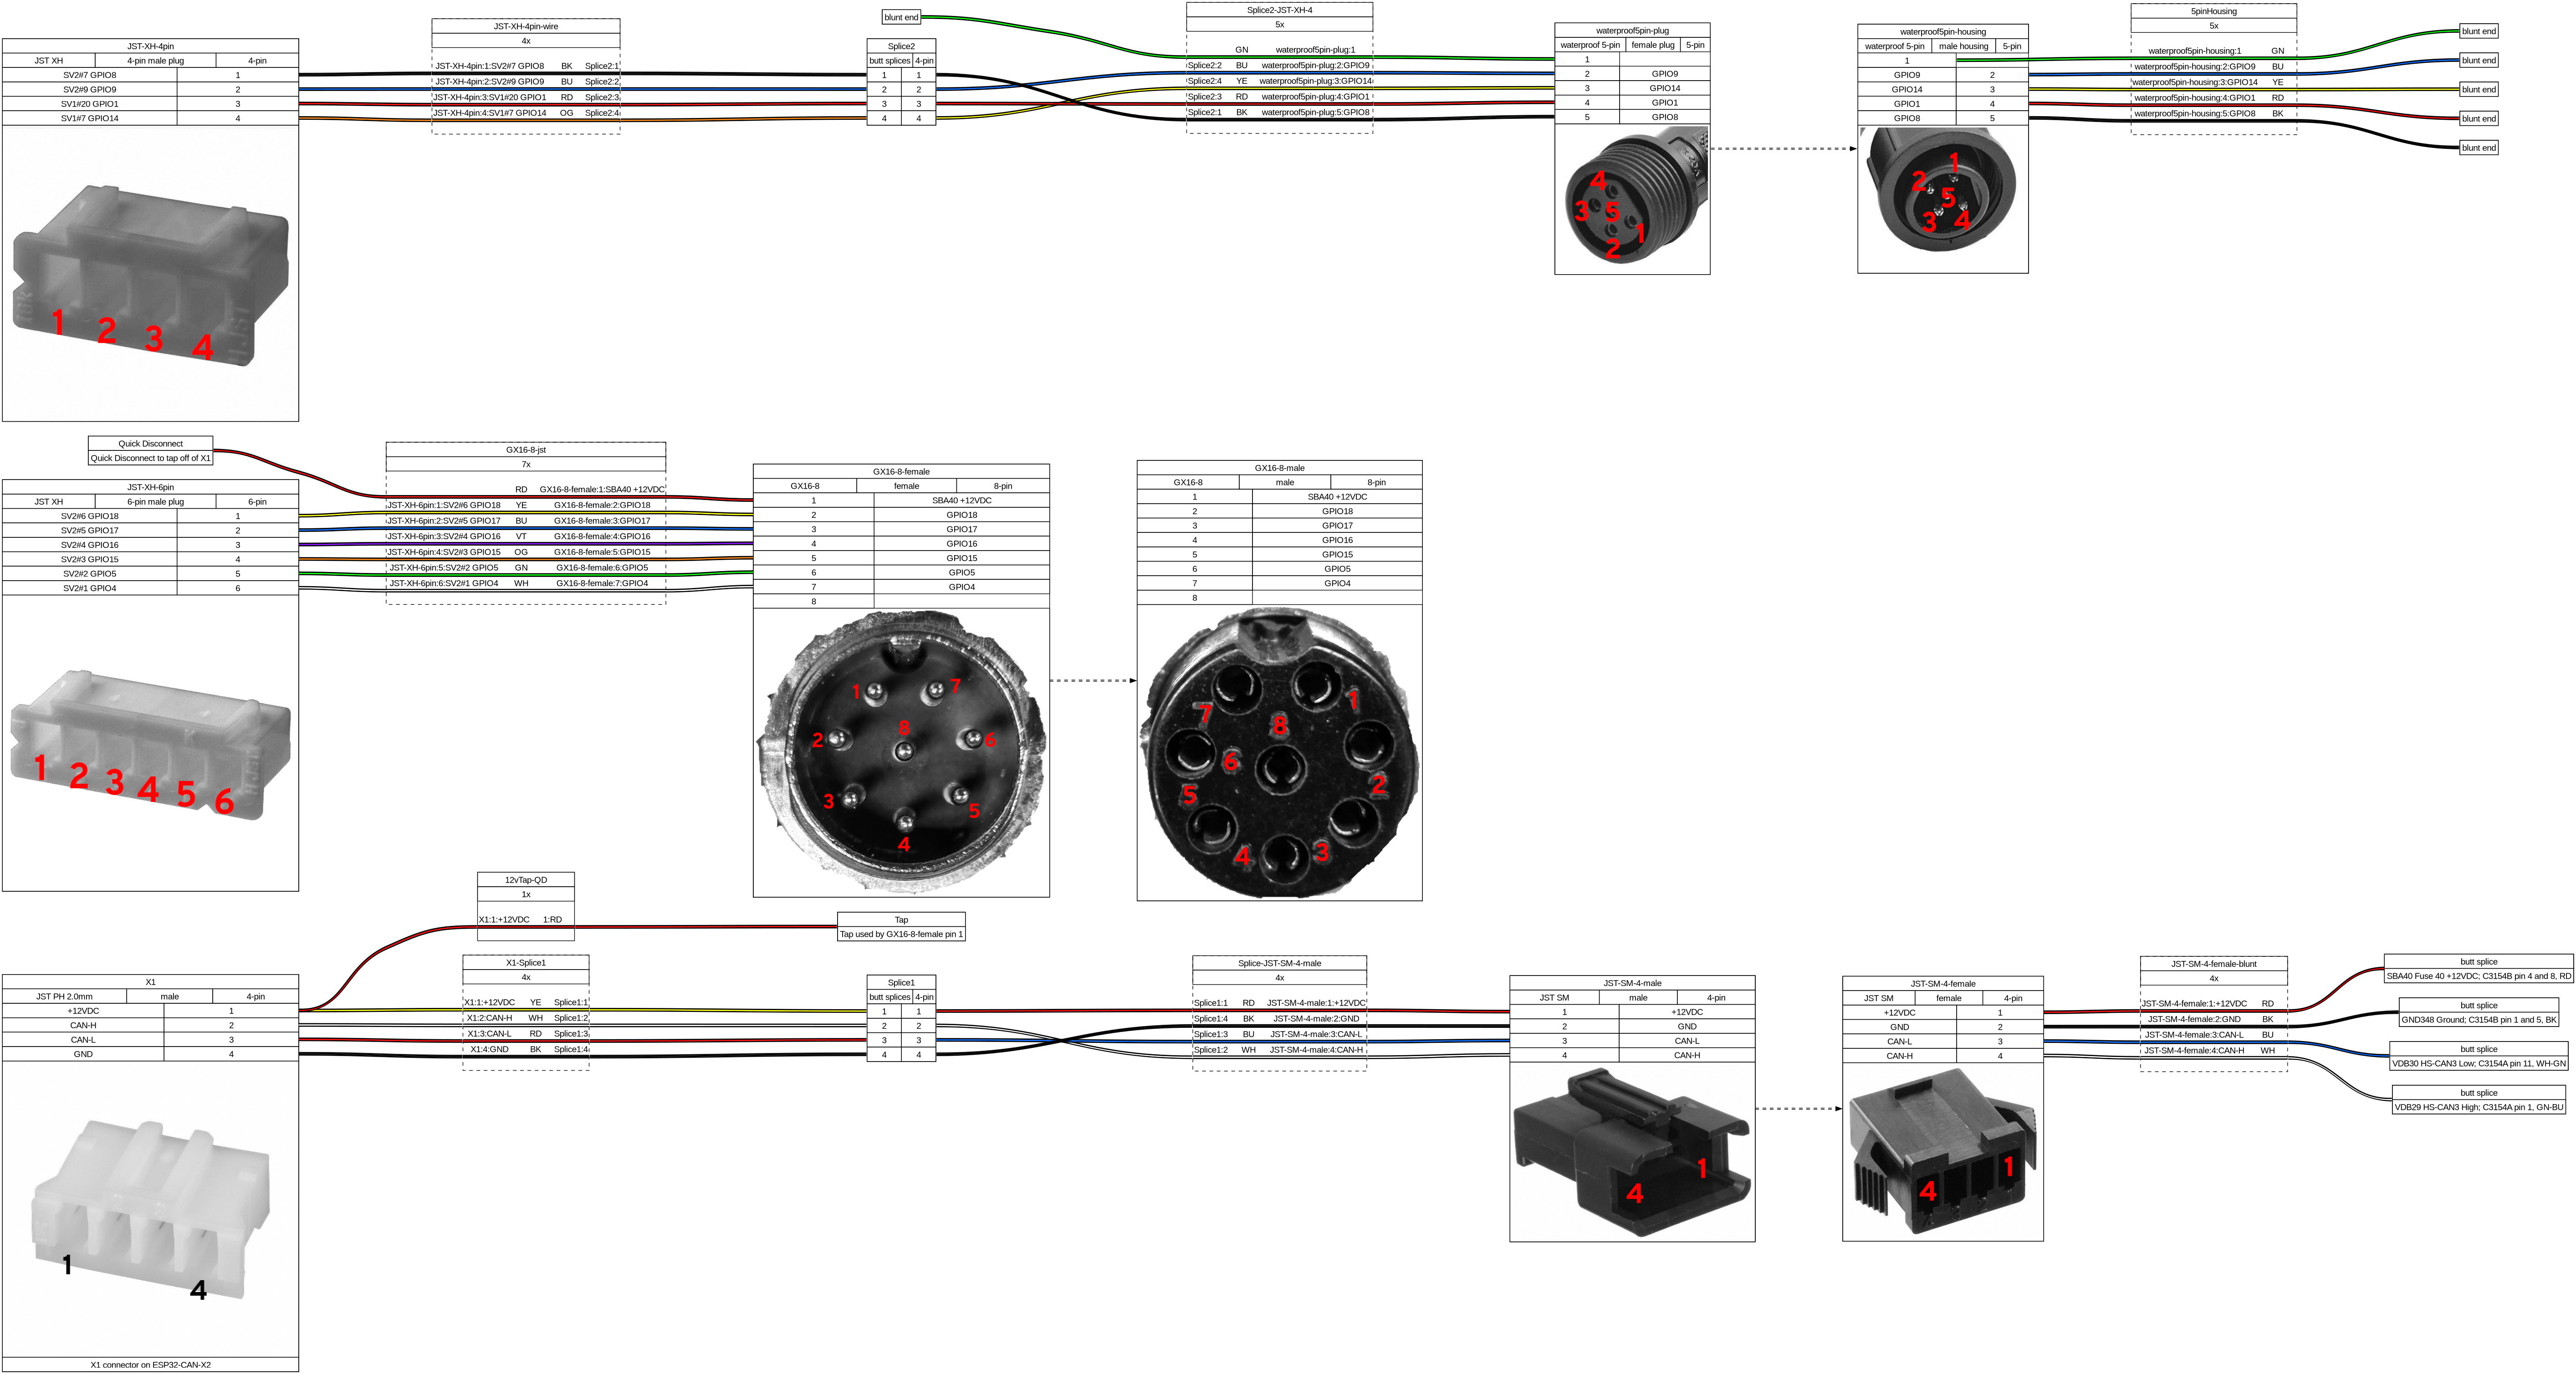 blunt end
Splice2-JST-XH-4
5x
GN waterproof5pin-plug:1
Splice2:2 BU waterproof5pin-plug:2:GPIO9
Splice2:4 YE waterproof5pin-plug:3:GPIO14
Splice2:3 RD waterproof5pin-plug:4:GPIO1
Splice2:1 BK waterproof5pin-plug:5:GPIO8
JST-XH-4pin-wire
4x
JST-XH-4pin:1:SV2#7 GPIO8 BK Splice2:1
JST-XH-4pin:2:SV2#9 GPIO9 BU Splice2:2
JST-XH-4pin:3:SV1#20 GPIO1 RD Splice2:3
JST-XH-4pin:4:SV1#7 GPIO14 OG Splice2:4
JST-XH-4pin
JST XH 4-pin male plug 4-pin
SV2#7 GPIO8 1
SV2#9 GPIO9 2
SV1#20 GPIO1 3
SV1#7 GPIO14 4
1 2 3 4
Splice2
butt splices 4-pin
1 1
2 2
3 3
4 4
waterproof5pin-plug
waterproof 5-pin female plug 5-pin
1
2 GPIO9
3 GPIO14
4 GPIO1
5 GPIO8
4
3 5 1
2
waterproof5pin-housing
waterproof 5-pin male housing 5-pin
1
GPIO9 2
GPIO14 3
GPIO1 4
GPIO8 5
1
2
5
3 4
5pinHousing
5x
waterproof5pin-housing:1 GN
waterproof5pin-housing:2:GPIO9 BU
waterproof5pin-housing:3:GPIO14 YE
waterproof5pin-housing:4:GPIO1 RD
waterproof5pin-housing:5:GPIO8 BK
blunt end
blunt end
blunt end
blunt end
blunt end
Quick Disconnect
Quick Disconnect to tap off of X1
JST-XH-6pin
JST XH 6-pin male plug 6-pin
SV2#6 GPIO18 1
SV2#5 GPIO17 2
SV2#4 GPIO16 3
SV2#3 GPIO15 4
SV2#2 GPIO5 5
SV2#1 GPIO4 6
1 2 3 4 5 6
GX16-8-jst
7x
RD GX16-8-female:1:SBA40 +12VDC
JST-XH-6pin:1:SV2#6 GPIO18 YE GX16-8-female:2:GPIO18
JST-XH-6pin:2:SV2#5 GPIO17 BU GX16-8-female:3:GPIO17
JST-XH-6pin:3:SV2#4 GPIO16 VT GX16-8-female:4:GPIO16
JST-XH-6pin:4:SV2#3 GPIO15 OG GX16-8-female:5:GPIO15
JST-XH-6pin:5:SV2#2 GPIO5 GN GX16-8-female:6:GPIO5
JST-XH-6pin:6:SV2#1 GPIO4 WH GX16-8-female:7:GPIO4
GX16-8-female
GX16-8 female 8-pin
1 SBA40 +12VDC
2 GPIO18
3 GPIO17
4 GPIO16
5 GPIO15
6 GPIO5
7 GPIO4
8
1 7
2 8 6
3 5
4
GX16-8-male
GX16-8 male 8-pin
1 SBA40 +12VDC
2 GPIO18
3 GPIO17
4 GPIO16
5 GPIO15
6 GPIO5
7 GPIO4
8
7 8 1
6
5 2
4 3
12vTap-QD
1x
X1:1:+12VDC 1:RD
Tap
Tap used by GX16-8-female pin 1
X1
JST PH 2.0mm male 4-pin
+12VDC 1
CAN-H 2
CAN-L 3
GND 4
1
4
X1 connector on ESP32-CAN-X2
X1-Splice1
4x
X1:1:+12VDC YE Splice1:1
X1:2:CAN-H WH Splice1:2
X1:3:CAN-L RD Splice1:3
X1:4:GND BK Splice1:4
Splice1
butt splices 4-pin
1 1
2 2
3 3
4 4
Splice-JST-SM-4-male
4x
Splice1:1 RD JST-SM-4-male:1:+12VDC
Splice1:4 BK JST-SM-4-male:2:GND
Splice1:3 BU JST-SM-4-male:3:CAN-L
Splice1:2 WH JST-SM-4-male:4:CAN-H
JST-SM-4-male
JST SM male 4-pin
1 +12VDC
2 GND
3 CAN-L
4 CAN-H
1
4
JST-SM-4-female
JST SM female 4-pin
+12VDC 1
GND 2
CAN-L 3
CAN-H 4
1
4
JST-SM-4-female-blunt
4x
JST-SM-4-female:1:+12VDC RD
JST-SM-4-female:2:GND BK
JST-SM-4-female:3:CAN-L BU
JST-SM-4-female:4:CAN-H WH
butt splice
SBA40 Fuse 40 +12VDC; C3154B pin 4 and 8, RD
butt splice
GND348 Ground; C3154B pin 1 and 5, BK
butt splice
VDB30 HS-CAN3 Low; C3154A pin 11, WH-GN
butt splice
VDB29 HS-CAN3 High; C3154A pin 1, GN-BU